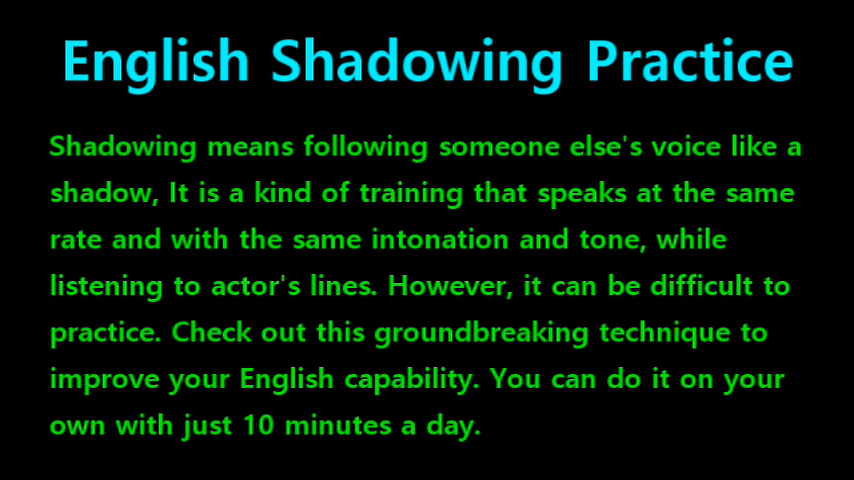 English Shadowing Practice
Shadowing means following someone else's voice like a
shadow, It is a kind of training that speaks at the same
rate and with the same intonation and tone, while
listening to actor's lines. However, it can be difficult to
practice. Check out this groundbreaking technique to
improve your English capability. You can do it on your
own with just 10 minutes a day.